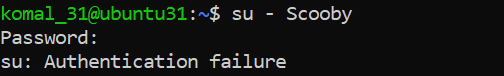 komal_31@ubuntu31:~$ su - Scooby
Password:
su: Authentication failure